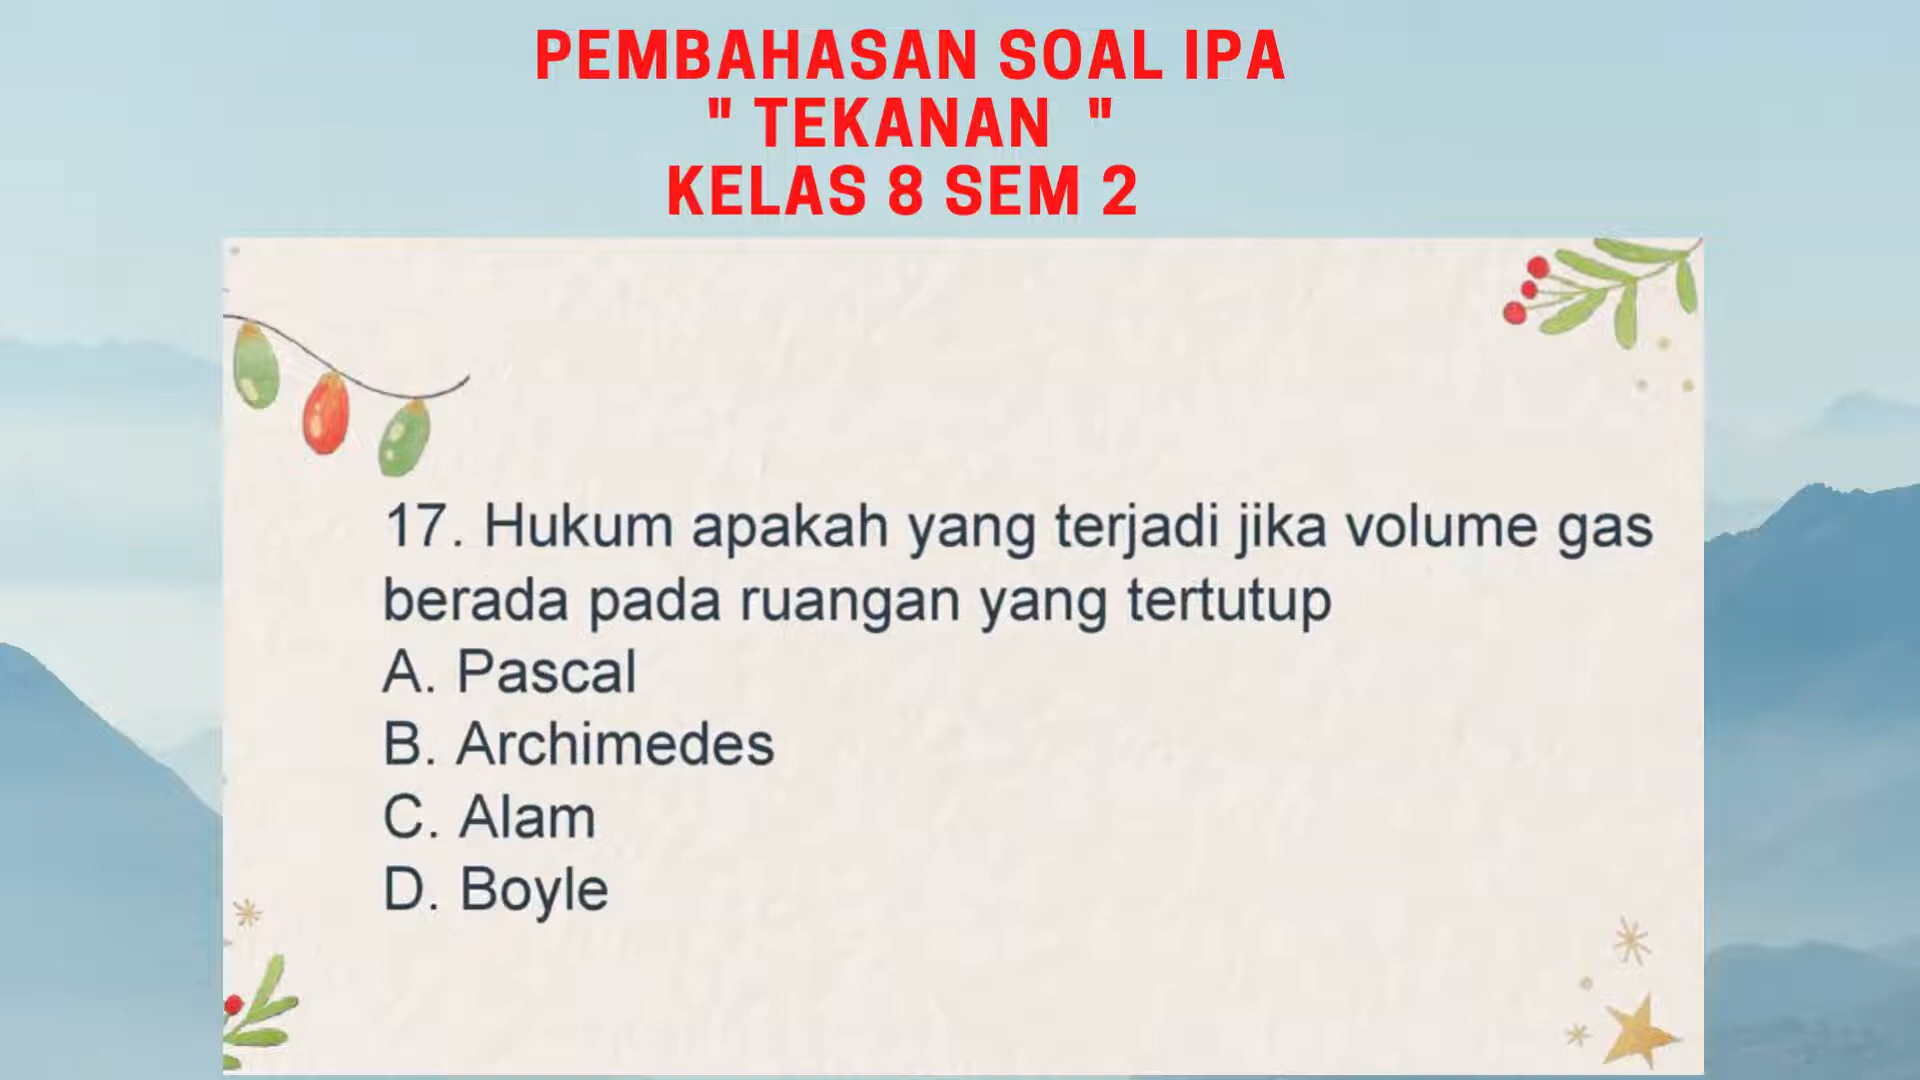 PEMBAHASAN SOAL IPA
" TEKANAN "
KELAS 8 SEM 2
17. Hukum apakah yang terjadi jika volume gas
berada pada ruangan yang tertutup
A. Pascal
B. Archimedes
C. Alam
D. Boyle